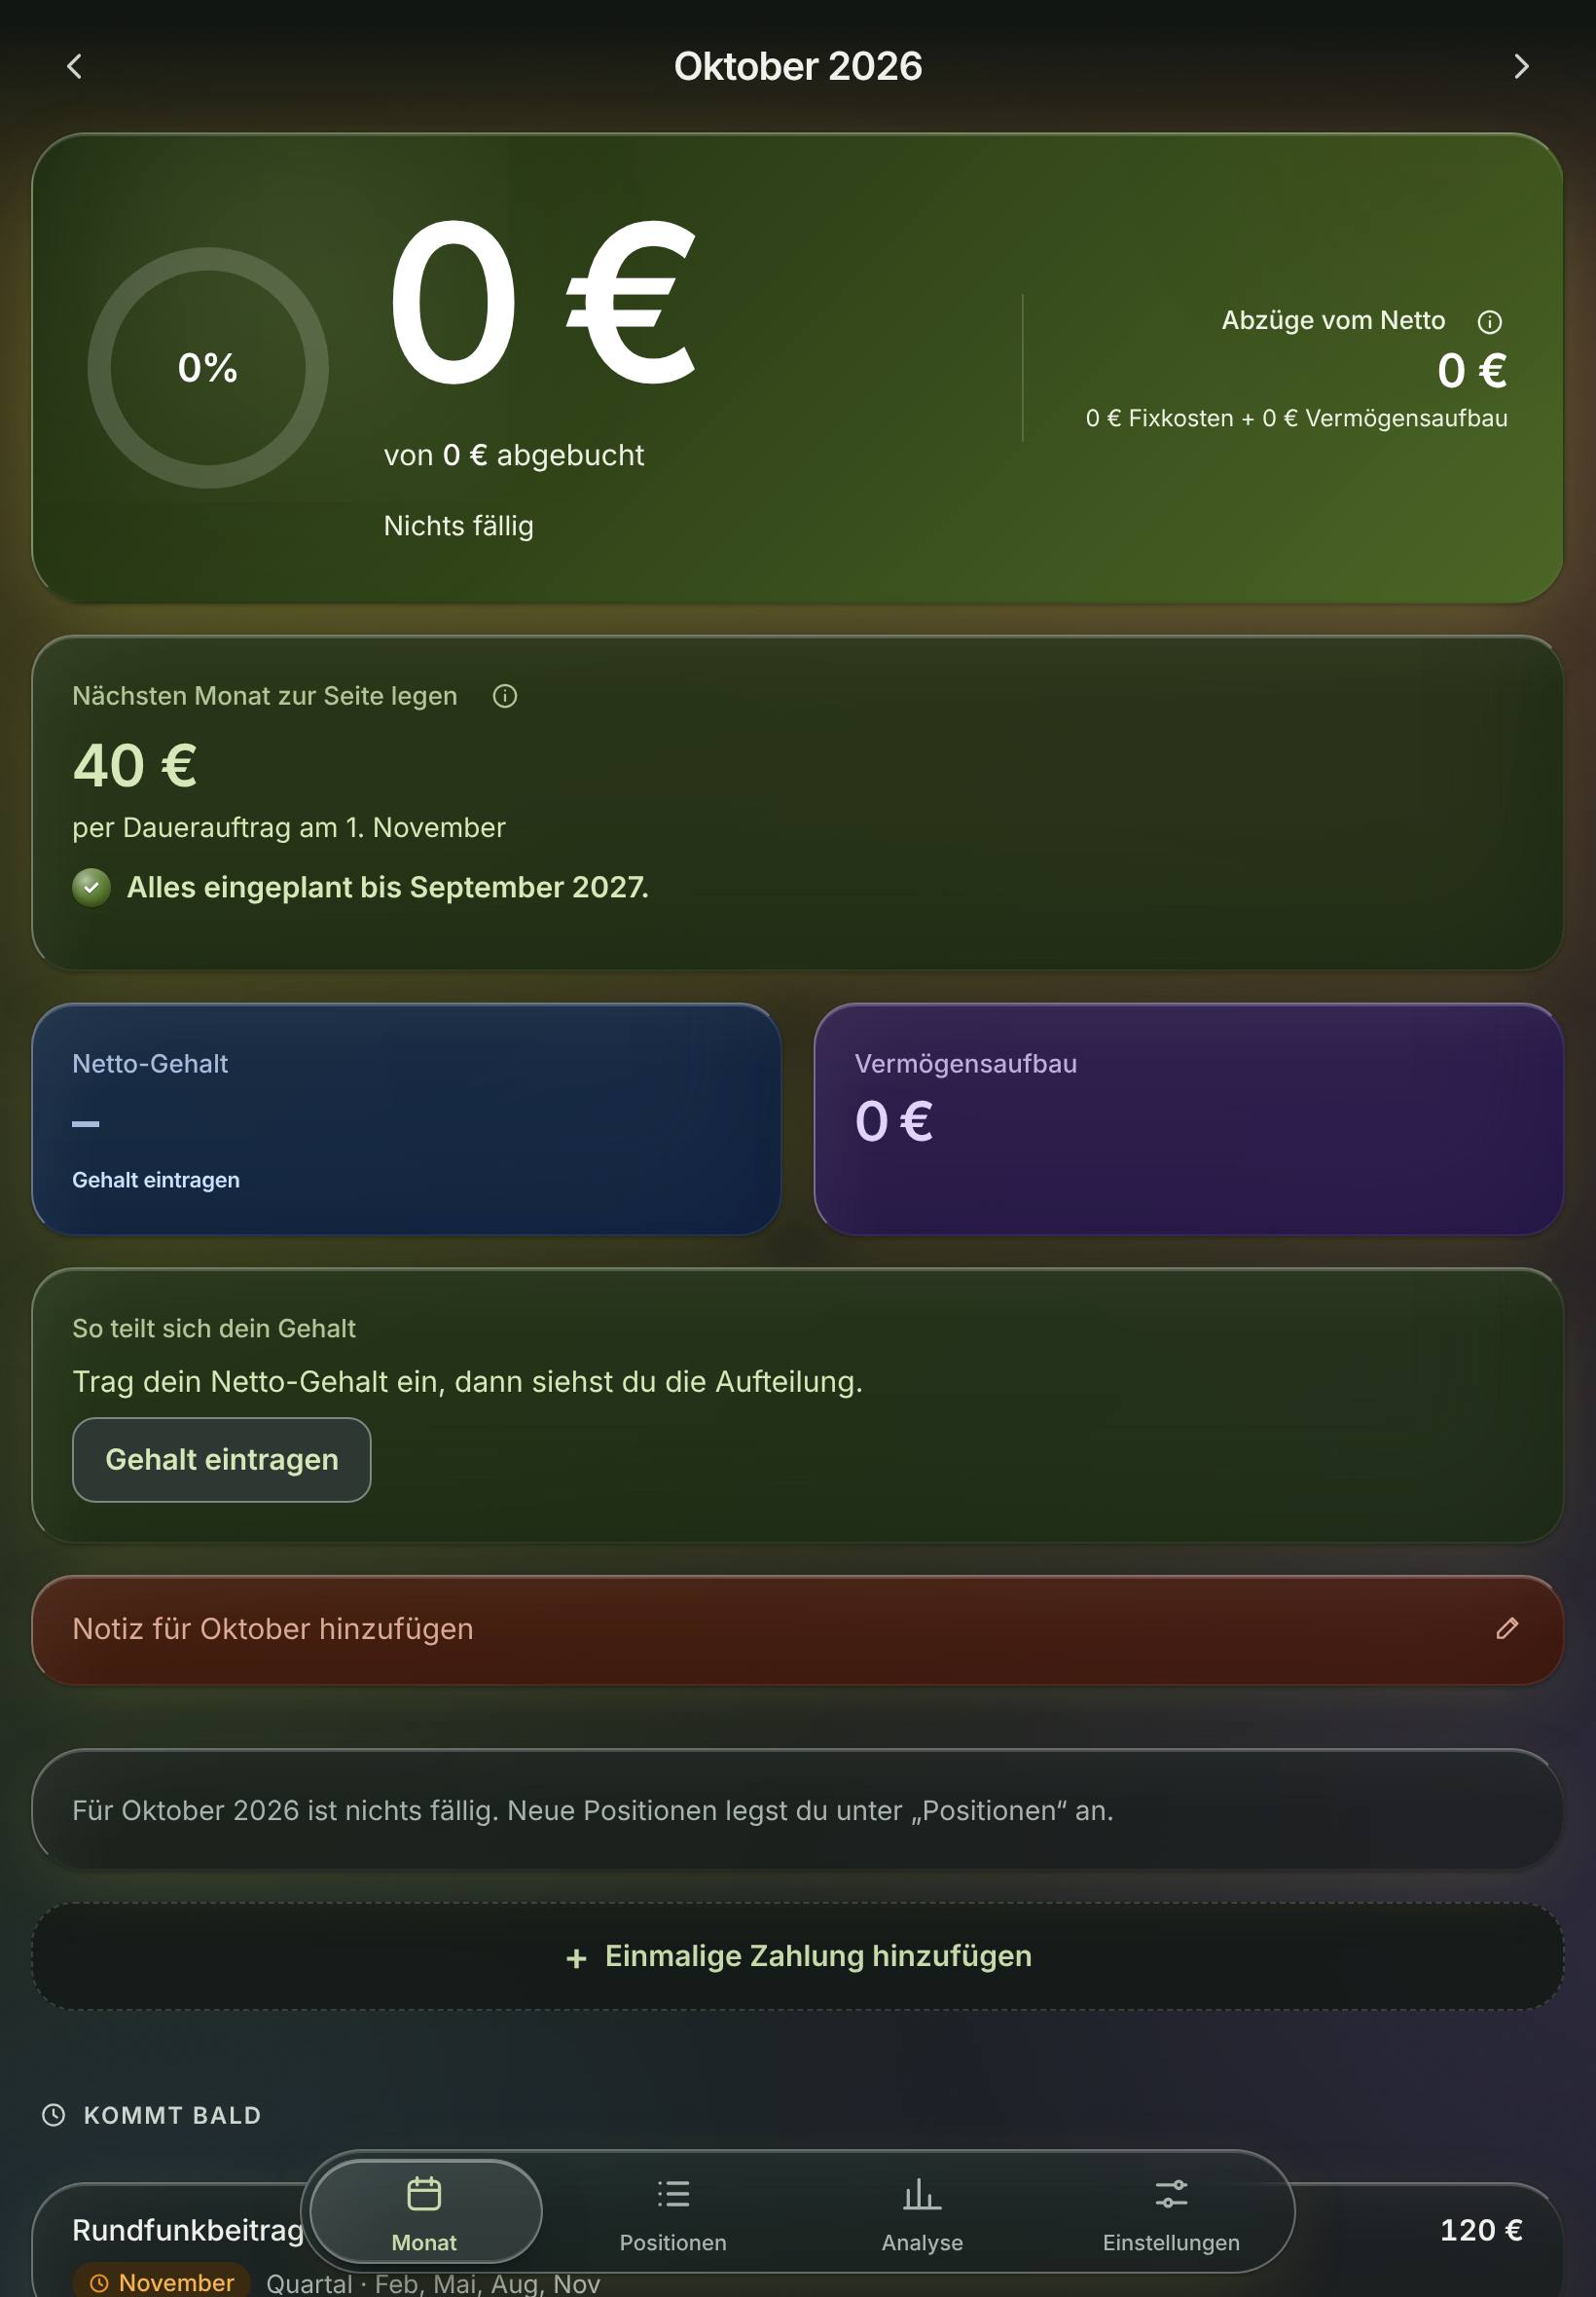 Oktober 2026
0%
0 €
von 0 € abgebucht
Nichts fällig
Abzüge vom Netto
0 €
0 € Fixkosten + 0 € Vermögensaufbau
Nächsten Monat zur Seite legen
40 €
per Dauerauftrag am 1. November
Alles eingeplant bis September 2027.
Netto-Gehalt
–
Gehalt eintragen
Vermögensaufbau
0 €
So teilt sich dein Gehalt
Trag dein Netto-Gehalt ein, dann siehst du die Aufteilung.
Gehalt eintragen
Notiz für Oktober hinzufügen
Für Oktober 2026 ist nichts fällig. Neue Positionen legst du unter „Positionen“ an.
+ Einmalige Zahlung hinzufügen
KOMMT BALD
Rundfunkbeitrag
120 €
November Quartal · Feb, Mai, Aug, Nov
Monat
Positionen
Analyse
Einstellungen